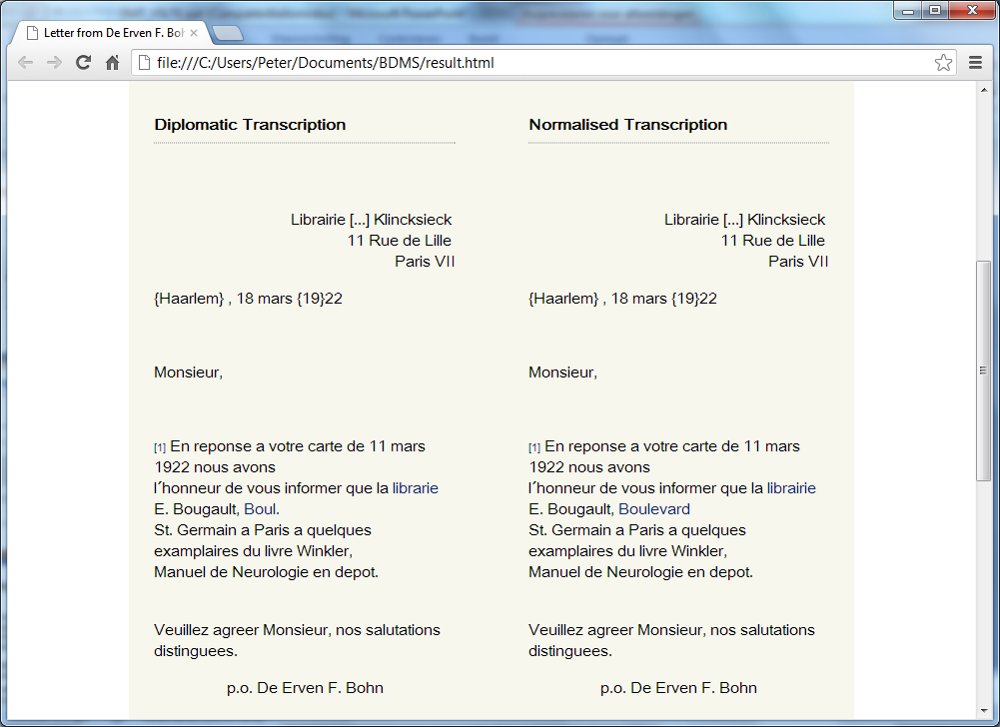 Letter from De Erven F. Boh
file:///C:/Users/Peter/Documents/BDMS/result.html
Diplomatic Transcription
Librairie [...] Klincksieck
11 Rue de Lille
Paris VII
{Haarlem} , 18 mars {19}22
Monsieur,
[1] En reponse a votre carte de 11 mars
1922 nous avons
l´honneur de vous informer que la librarie
E. Bougault, Boul.
St. Germain a Paris a quelques
examplaires du livre Winkler,
Manuel de Neurologie en depot.
Veuillez agreer Monsieur, nos salutations
distinguees.
p.o. De Erven F. Bohn
Normalised Transcription
Librairie [...] Klincksieck
11 Rue de Lille
Paris VII
{Haarlem} , 18 mars {19}22
Monsieur,
[1] En reponse a votre carte de 11 mars
1922 nous avons
l´honneur de vous informer que la librairie
E. Bougault, Boulevard
St. Germain a Paris a quelques
examplaires du livre Winkler,
Manuel de Neurologie en depot.
Veuillez agreer Monsieur, nos salutations
distinguees.
p.o. De Erven F. Bohn